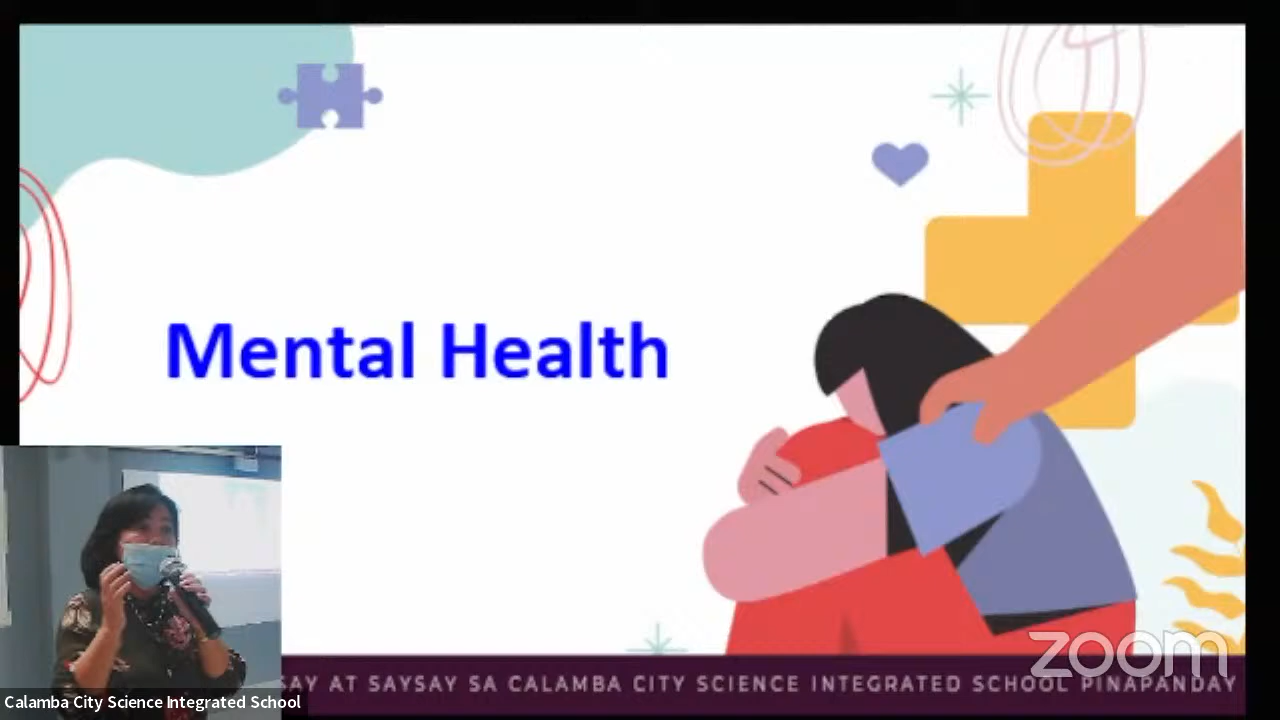 Mental Health
zoom
SAY AT SAYSAY SA CALAMBA CITY SCIENCE INTEGRATED SCHOOL PINAPANDAY
Calamba City Science Integrated School